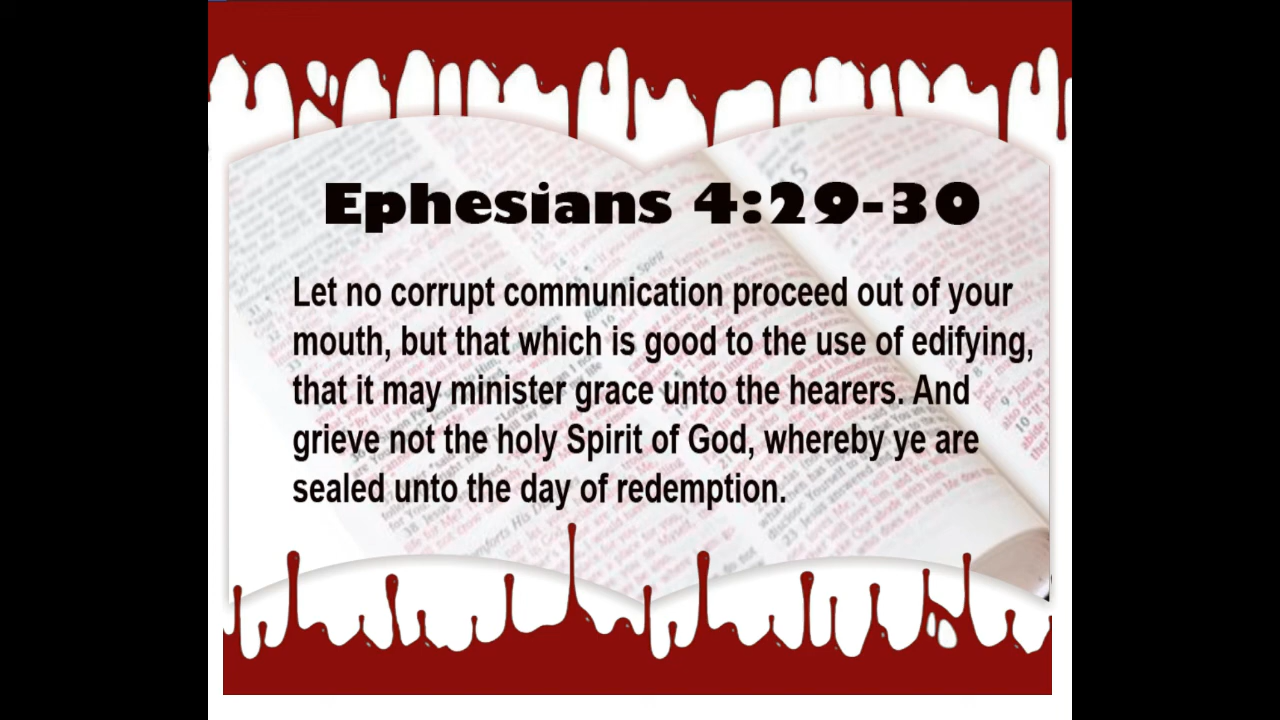 Ephesians 4:29-30
Let no corrupt communication proceed out of your
mouth, but that which is good to the use of edifying,
that it may minister grace unto the hearers. And
grieve not the holy Spirit of God, whereby ye are
sealed unto the day of redemption.